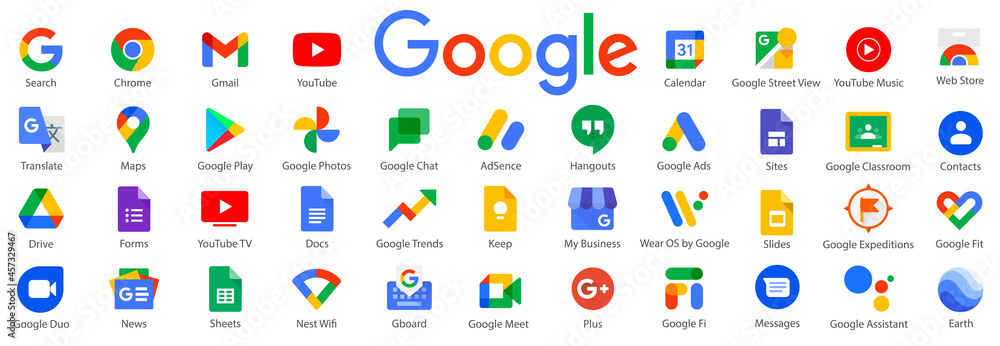 Google
31
G
Search
Chrome
Gmail
YouTube
Calendar
Google Street View
YouTube Music
Web Store
G
文
Translate
Maps
Google Play
Google Photos
Google Chat
AdSence
Hangouts
Google Ads
Sites
Google Classroom
Contacts
G
Drive
Forms
YouTube TV
Docs
Google Trends
Keep
My Business
Wear OS by Google
Slides
Google Expeditions
Google Fit
G
G
G+
Google Duo
News
Sheets
Nest Wifi
Gboard
Google Meet
Plus
Google Fi
Messages
Google Assistant
Earth
Adobe Stock | #457329467